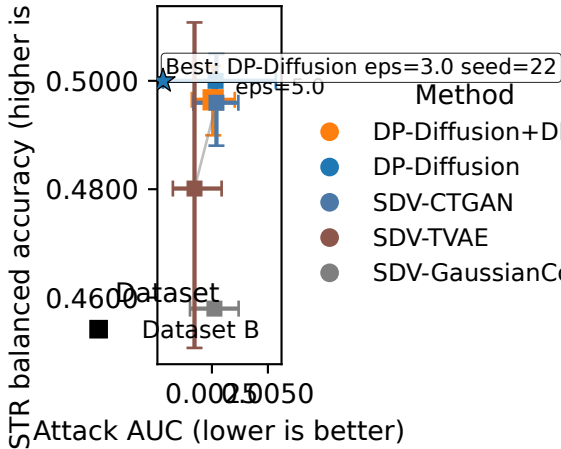 STR balanced accuracy (higher is
0.5000
0.4800
0.4600
Best: DP-Diffusion eps=3.0 seed=22
eps=5.0
Method
DP-Diffusion+D
DP-Diffusion
SDV-CTGAN
SDV-TVAE
SDV-GaussianCo
Dataset
Dataset B
0.0025
0.0050
Attack AUC (lower is better)